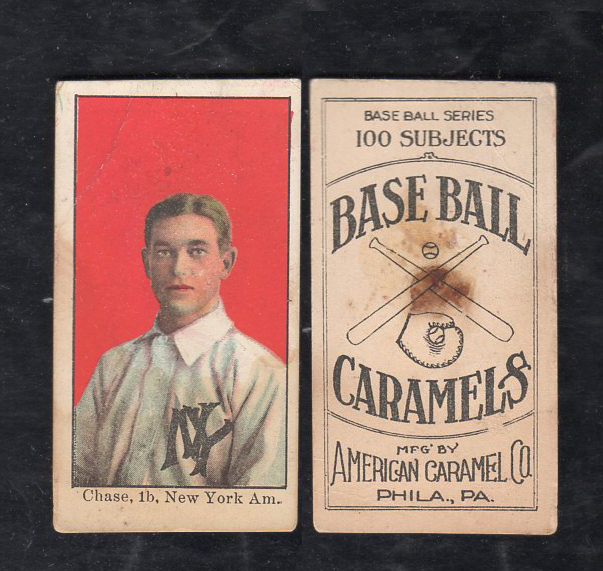 NY
Chase, 1b, New York Am.
BASE BALL SERIES
100 SUBJECTS
BASE BALL
CARAMELS
MFG BY
AMERICAN CARAMEL CO.
PHILA., PA.